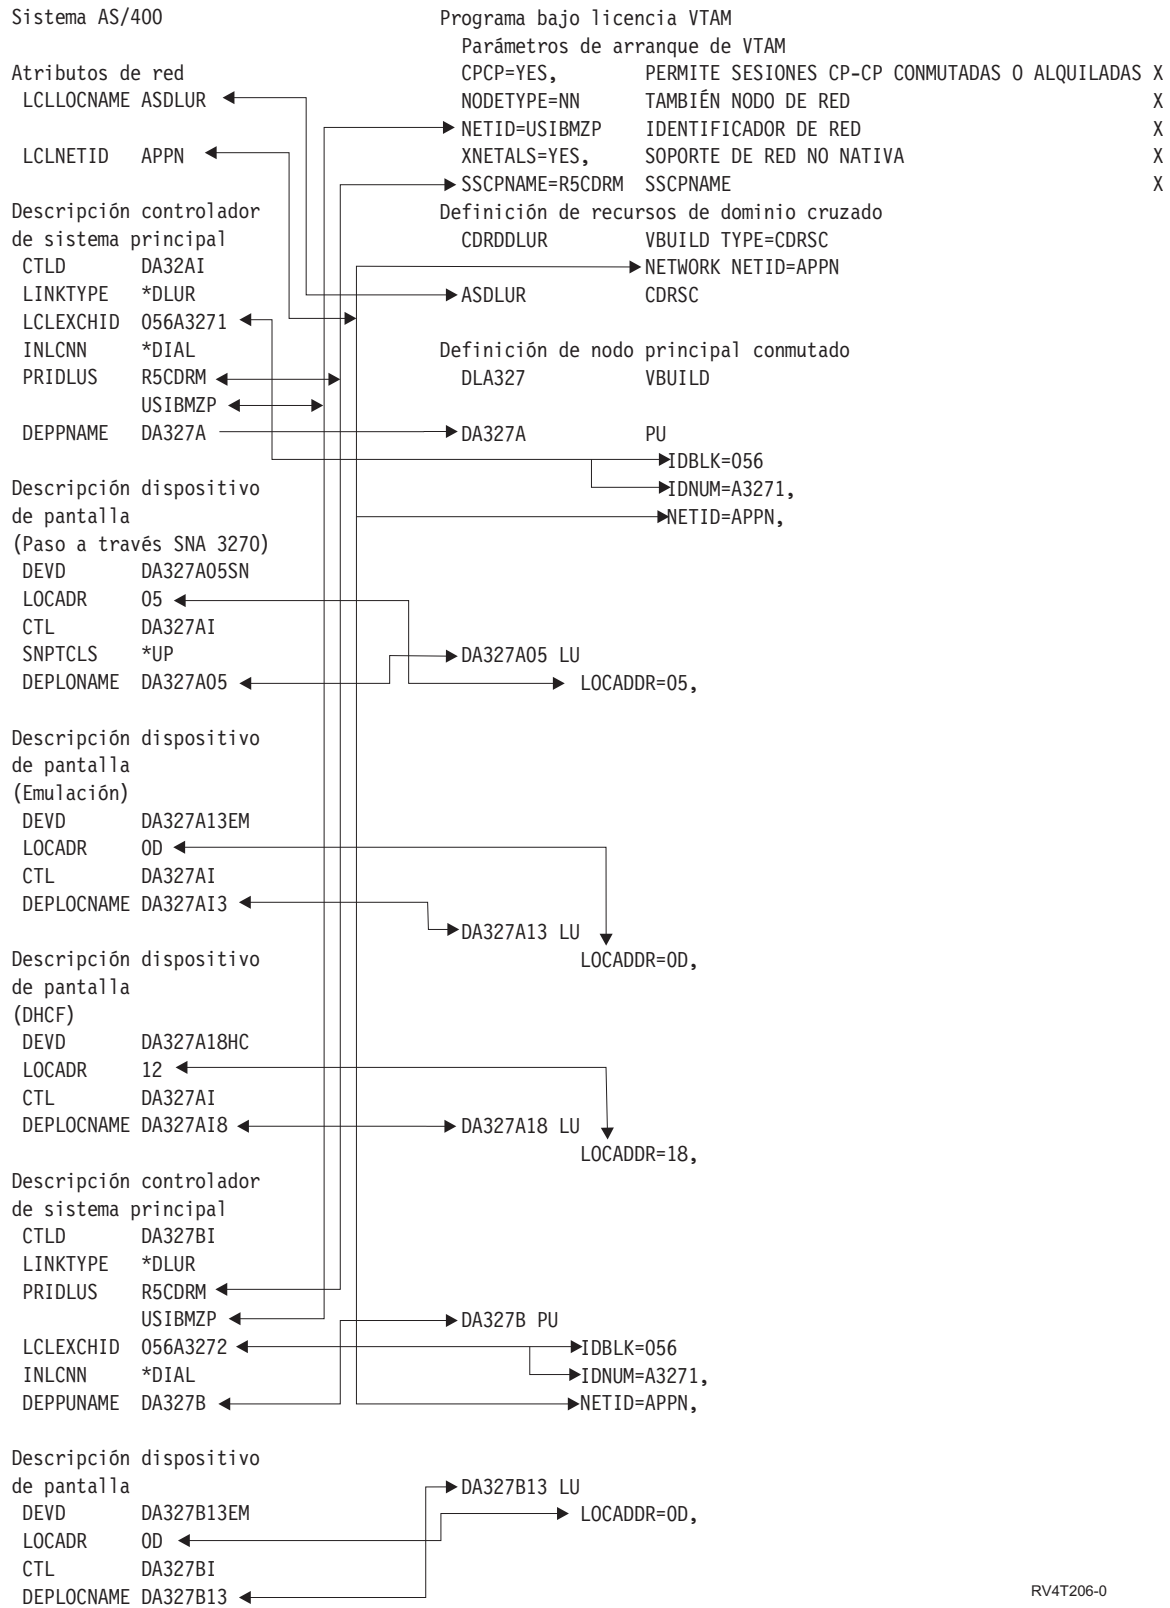 Sistema AS/400 Programa bajo licencia VTAM
Parámetros de arranque de VTAM
Atributos de red CPCP=YES, PERMITE SESIONES CP-CP CONMUTADAS O ALQUILADAS X
LCLLOCNAME ASDLUR NODETYPE=NN TAMBIÉN NODO DE RED X
NETID=USIBMZP IDENTIFICADOR DE RED X
LCLNETID APPN XNETALS=YES, SOPORTE DE RED NO NATIVA X
SSCPNAME=R5CDRM SSCPNAME X
Descripción controlador Definición de recursos de dominio cruzado
de sistema principal CDRDDLUR VBUILD TYPE=CDRSC
CTLD DA32AI NETWORK NETID=APPN
LINKTYPE *DLUR ASDLUR CDRSC
LCLEXCHID 056A3271
INLCNN *DIAL Definición de nodo principal conmutado
PRIDLUS R5CDRM DLA327 VBUILD
USIBMZP
DEPPNAME DA327A DA327A PU
IDBLK=056
Descripción dispositivo IDNUM=A3271,
de pantalla NETID=APPN,
(Paso a través SNA 3270)
DEVD DA327A05SN
LOCADR 05
CTL DA327AI
SNPTCLS *UP DA327A05 LU
DEPLONAME DA327A05 LOCADDR=05,
Descripción dispositivo
de pantalla
(Emulación)
DEVD DA327A13EM
LOCADR 0D
CTL DA327AI
DEPLOCNAME DA327AI3
DA327A13 LU
Descripción dispositivo LOCADDR=0D,
de pantalla
(DHCF)
DEVD DA327A18HC
LOCADR 12
CTL DA327AI
DEPLOCNAME DA327AI8 DA327A18 LU
LOCADDR=18,
Descripción controlador
de sistema principal
CTLD DA327BI
LINKTYPE *DLUR
PRIDLUS R5CDRM
USIBMZP DA327B PU
LCLEXCHID 056A3272 IDBLK=056
INLCNN *DIAL IDNUM=A3271,
DEPPUNAME DA327B NETID=APPN,
Descripción dispositivo
de pantalla DA327B13 LU
DEVD DA327B13EM LOCADDR=0D,
LOCADR 0D
CTL DA327BI
DEPLOCNAME DA327B13
RV4T206-0